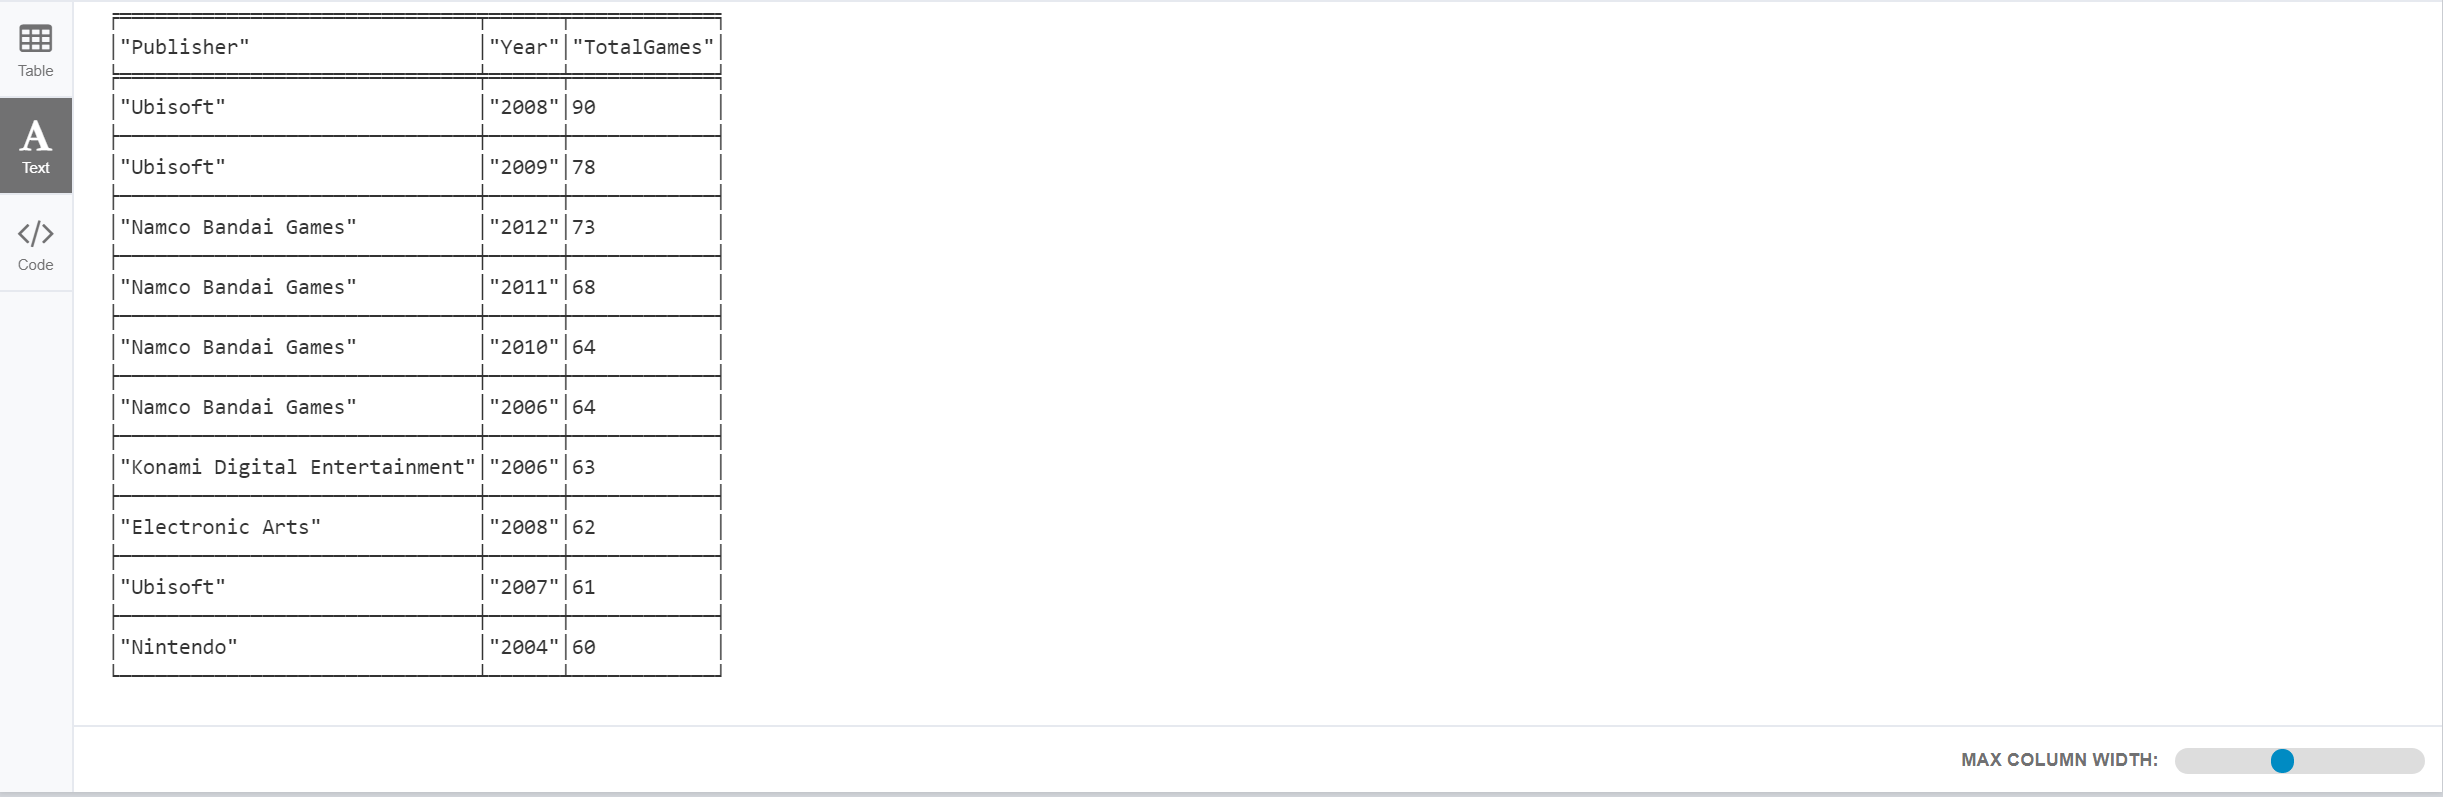 "Publisher" "Year" "TotalGames"
"Ubisoft" "2008" 90
"Ubisoft" "2009" 78
"Namco Bandai Games" "2012" 73
"Namco Bandai Games" "2011" 68
"Namco Bandai Games" "2010" 64
"Namco Bandai Games" "2006" 64
"Konami Digital Entertainment" "2006" 63
"Electronic Arts" "2008" 62
"Ubisoft" "2007" 61
"Nintendo" "2004" 60
Table
A
Text
</>
Code
MAX COLUMN WIDTH: